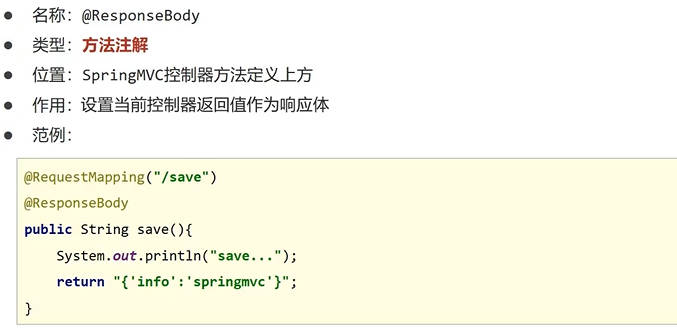 ● 名称：@ResponseBody
● 类型：方法注解
● 位置：SpringMVC控制器方法定义上方
● 作用：设置当前控制器返回值作为响应体
● 范例：
@RequestMapping("/save")
@ResponseBody
public String save(){
    System.out.println("save...");
    return "{'info':'springmvc'}";
}